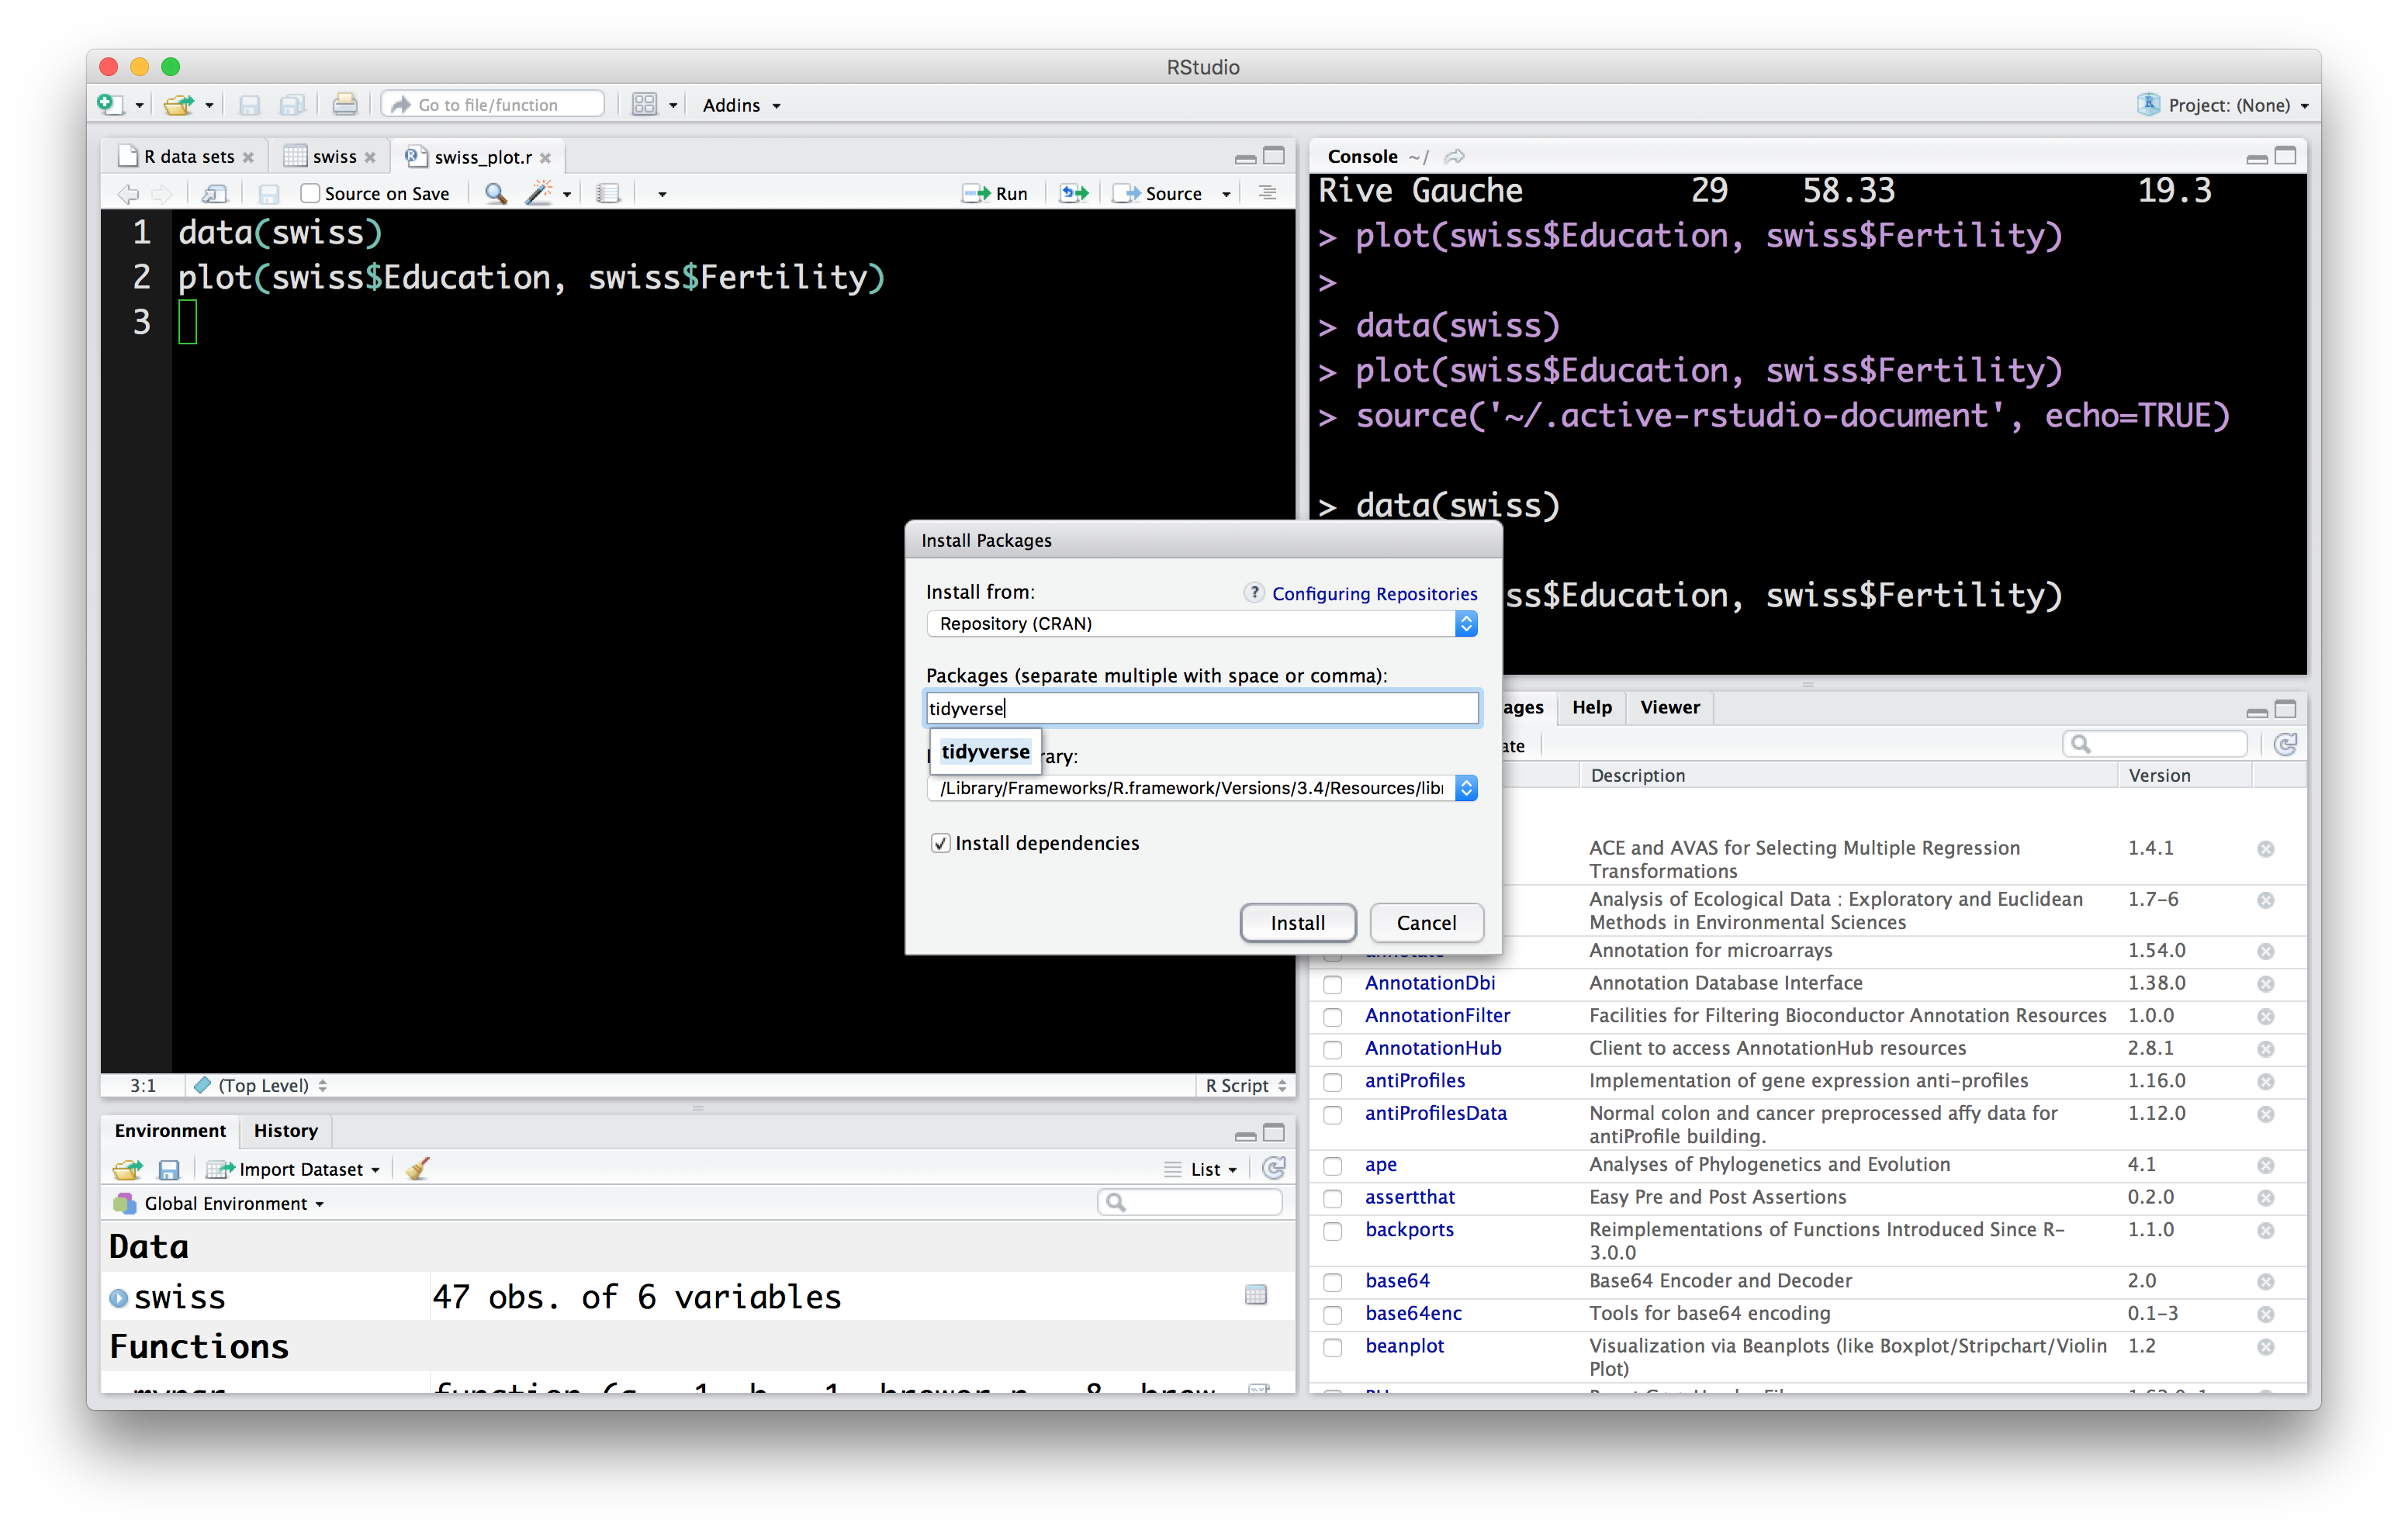 RStudio
Go to file/function
Addins
Project: (None)
R data sets
swiss
swiss_plot.r
Source on Save
Run
Source
1 data(swiss)
2 plot(swiss$Education, swiss$Fertility)
3
3:1
(Top Level)
R Script
Console ~/
Rive Gauche 29 58.33 19.3
> plot(swiss$Education, swiss$Fertility)
>
> data(swiss)
> plot(swiss$Education, swiss$Fertility)
> source('~/.active-rstudio-document', echo=TRUE)
> data(swiss)
ss$Education, swiss$Fertility)
Install Packages
Install from:
? Configuring Repositories
Repository (CRAN)
Packages (separate multiple with space or comma):
tidyverse
tidyverse
rary:
/Library/Frameworks/R.framework/Versions/3.4/Resources/libr
Install dependencies
Install
Cancel
Environment
History
Import Dataset
List
Global Environment
Data
swiss 47 obs. of 6 variables
Functions
ages
Help
Viewer
ate
Description Version
ACE and AVAS for Selecting Multiple Regression 1.4.1
Transformations
Analysis of Ecological Data : Exploratory and Euclidean 1.7-6
Methods in Environmental Sciences
annotate Annotation for microarrays 1.54.0
AnnotationDbi Annotation Database Interface 1.38.0
AnnotationFilter Facilities for Filtering Bioconductor Annotation Resources 1.0.0
AnnotationHub Client to access AnnotationHub resources 2.8.1
antiProfiles Implementation of gene expression anti-profiles 1.16.0
antiProfilesData Normal colon and cancer preprocessed affy data for 1.12.0
antiProfile building.
ape Analyses of Phylogenetics and Evolution 4.1
assertthat Easy Pre and Post Assertions 0.2.0
backports Reimplementations of Functions Introduced Since R-
3.0.0 1.1.0
base64 Base64 Encoder and Decoder 2.0
base64enc Tools for base64 encoding 0.1-3
beanplot Visualization via Beanplots (like Boxplot/Stripchart/Violin 1.2
Plot)